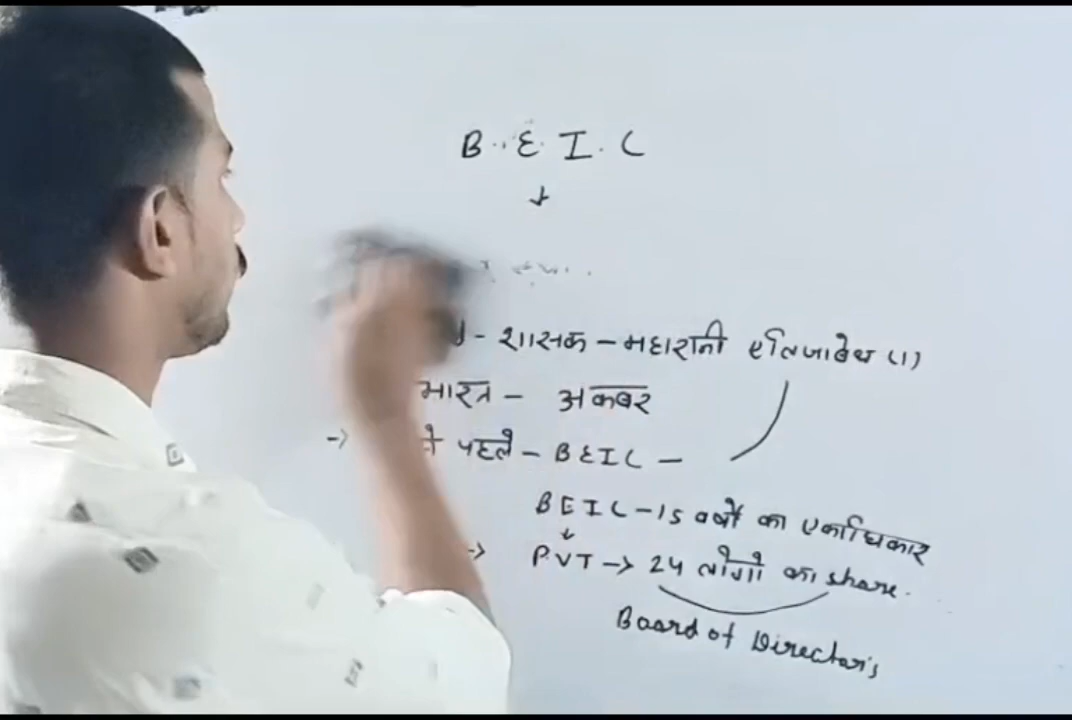 B.E.I.C
- शासक - महारानी एलिजाबेथ (1)
भारत - अकबर
पहले - BEIC -
BEIC - 15 वर्षो का एकाधिकार
PVT → 24 लोगो का share.
Board of Director's